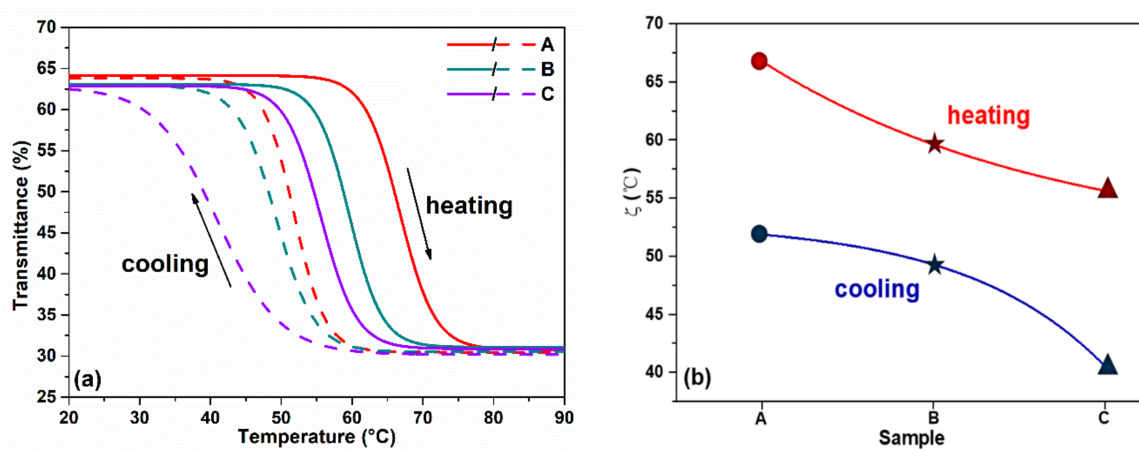 Transmittance (%)
70
65
60
55
50
45
40
35
30
25
A
B
C
heating
cooling
(a)
20 30 40 50 60 70 80 90
Temperature (°C)
ζ (℃)
70
65
60
55
50
45
40
heating
cooling
(b)
A B C
Sample